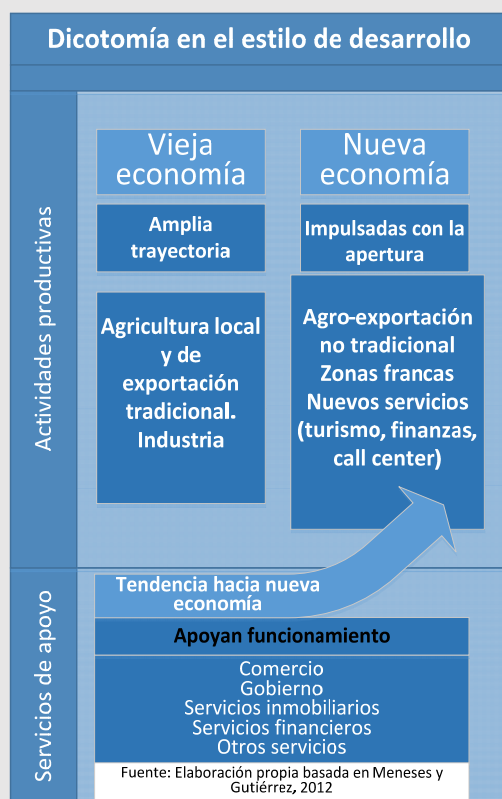 Dicotomía en el estilo de desarrollo
Actividades productivas
Vieja
economía
Amplia
trayectoria
Agricultura local
y de
exportación
tradicional.
Industria
Nueva
economía
Impulsadas con la
apertura
Agro-exportación
no tradicional
Zonas francas
Nuevos servicios
(turismo, finanzas,
call center)
Servicios de apoyo
Tendencia hacia nueva
economía
Apoyan funcionamiento
Comercio
Gobierno
Servicios inmobiliarios
Servicios financieros
Otros servicios
Fuente: Elaboración propia basada en Meneses y
Gutiérrez, 2012